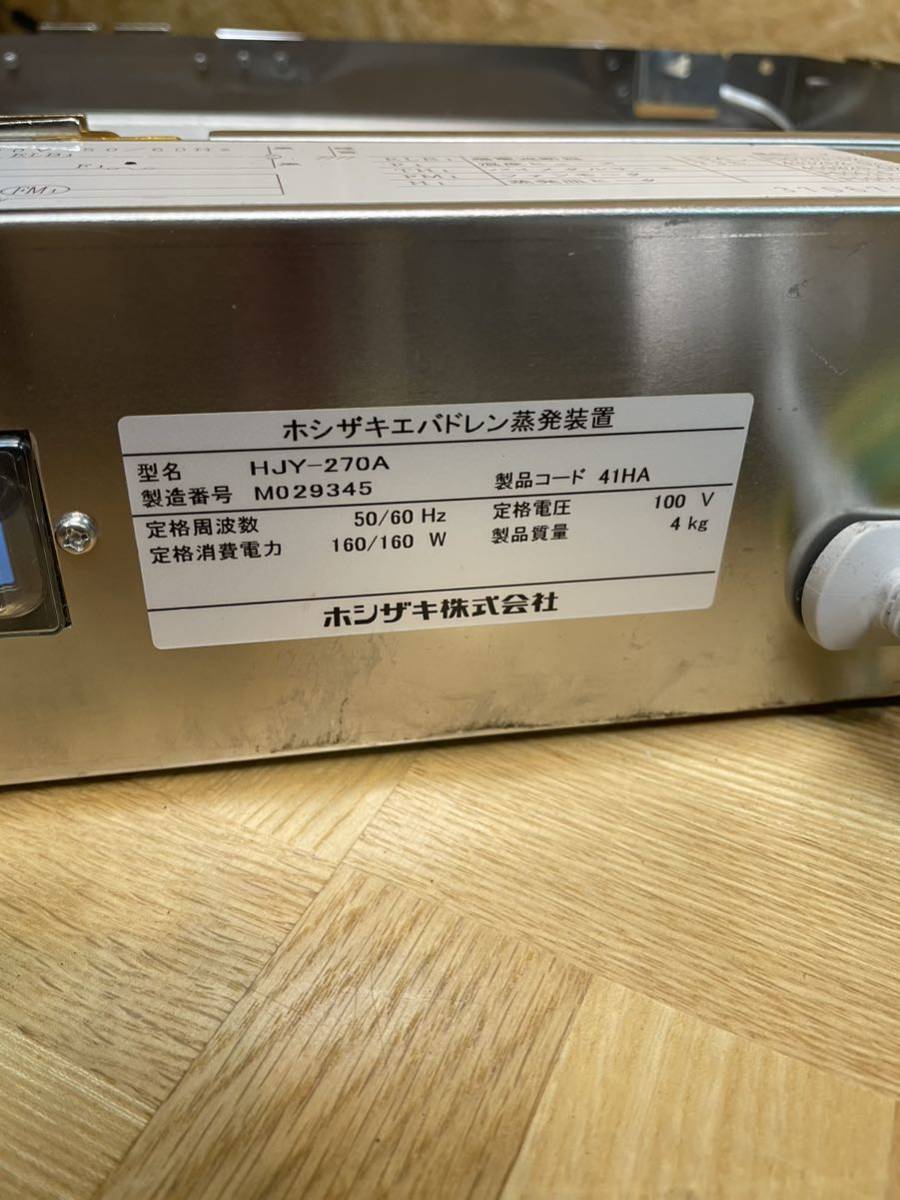 ELB1
FM1
H1
ホシザキエバドレン蒸発装置
型名 HJY-270A
製造番号 M029345 製品コード 41HA
定格周波数 50/60 Hz 定格電圧 100 V
定格消費電力 160/160 W 製品質量 4 kg
ホシザキ株式会社